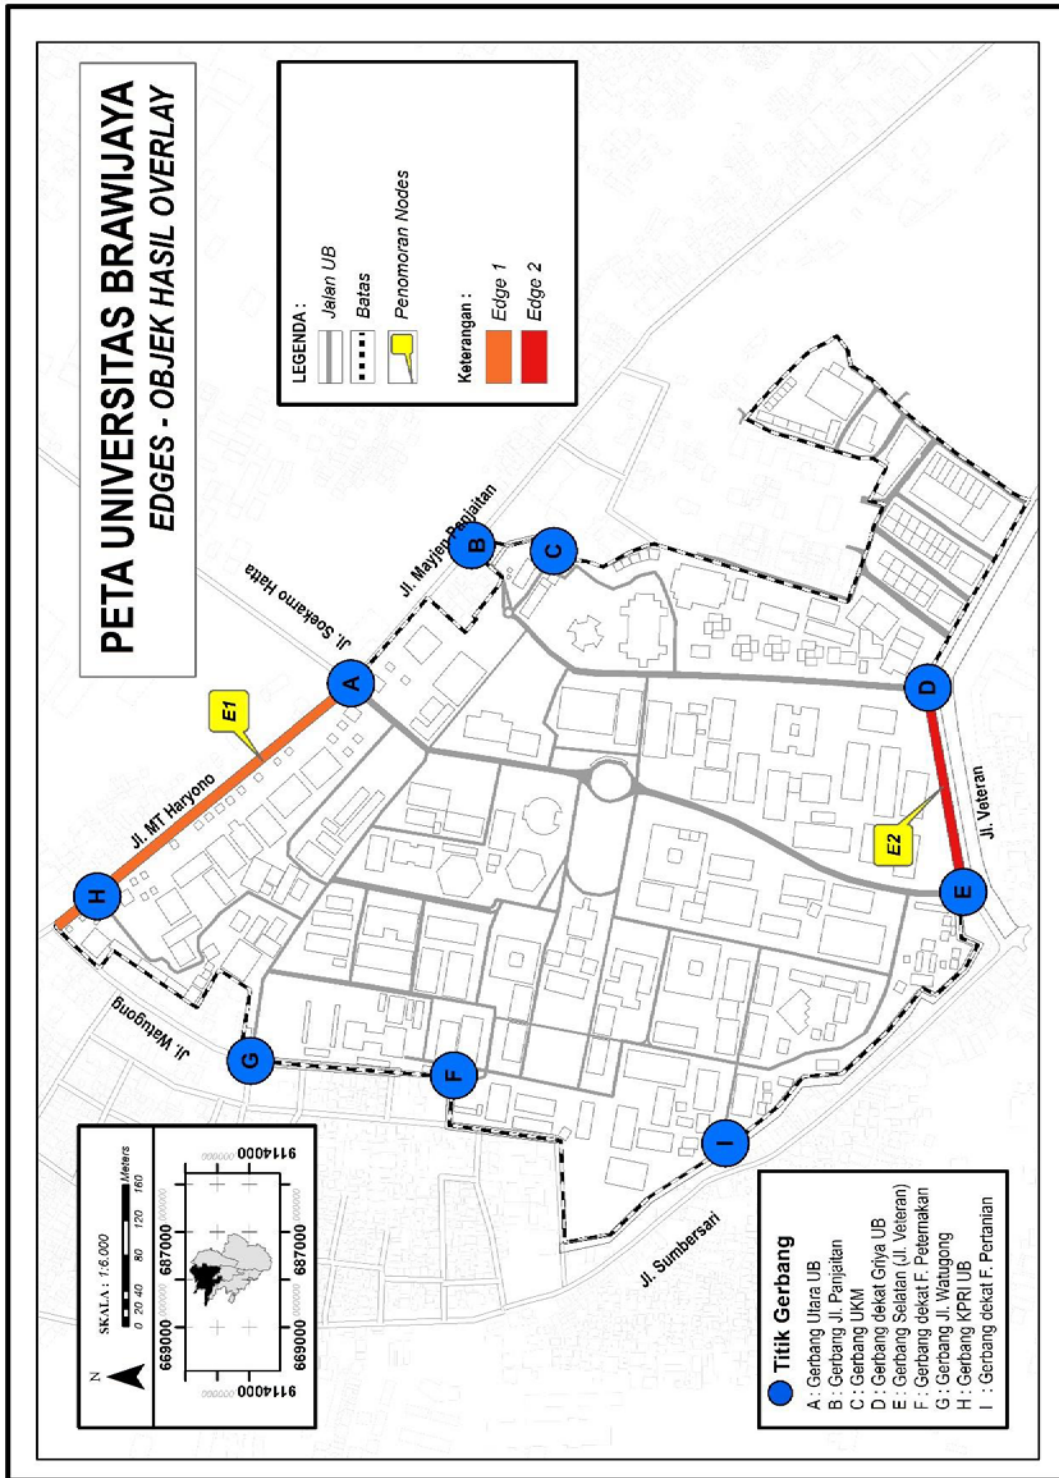 PETA UNIVERSITAS BRAWIJAYA
EDGES - OBJEK HASIL OVERLAY
LEGENDA :
Jalan UB
Batas
Penomoran Nodes
Keterangan :
Edge 1
Edge 2
Jl. Soekarno Hatta
Jl. Mayjen Panjaitan
Jl. MT Haryono
Jl. Watugong
Jl. Sumbersari
Jl. Veteran
E1
E2
A
B
C
D
E
F
G
H
I
N
SKALA : 1:6.000
0 20 40 80 120 160
Meters
669000 687000
9114000
9114000
669000 687000
Titik Gerbang
A : Gerbang Utara UB
B : Gerbang Jl. Panjaitan
C : Gerbang UKM
D : Gerbang dekat Griya UB
E : Gerbang Selatan (Jl. Veteran)
F : Gerbang dekat F. Peternakan
G : Gerbang Jl. Watugong
H : Gerbang KPRI UB
I : Gerbang dekat F. Pertanian